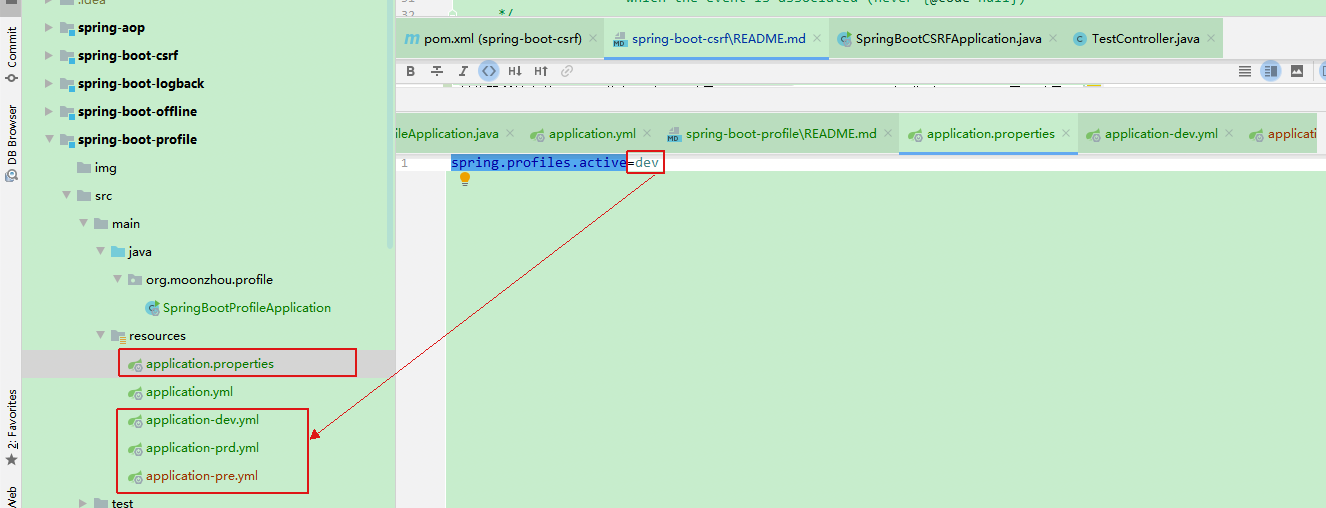 Commit
DB Browser
2: Favorites
Web
.idea
spring-aop
spring-boot-csrf
spring-boot-logback
spring-boot-offline
spring-boot-profile
img
src
main
java
org.moonzhou.profile
SpringBootProfileApplication
resources
application.properties
application.yml
application-dev.yml
application-prd.yml
application-pre.yml
test
which the event is associated (never {@code null})
32 */
pom.xml (spring-boot-csrf) spring-boot-csrf\README.md SpringBootCSRFApplication.java TestController.java
B I H↓ H↑
ileApplication.java application.yml spring-boot-profile\README.md application.properties application-dev.yml applicati
1 spring.profiles.active=dev